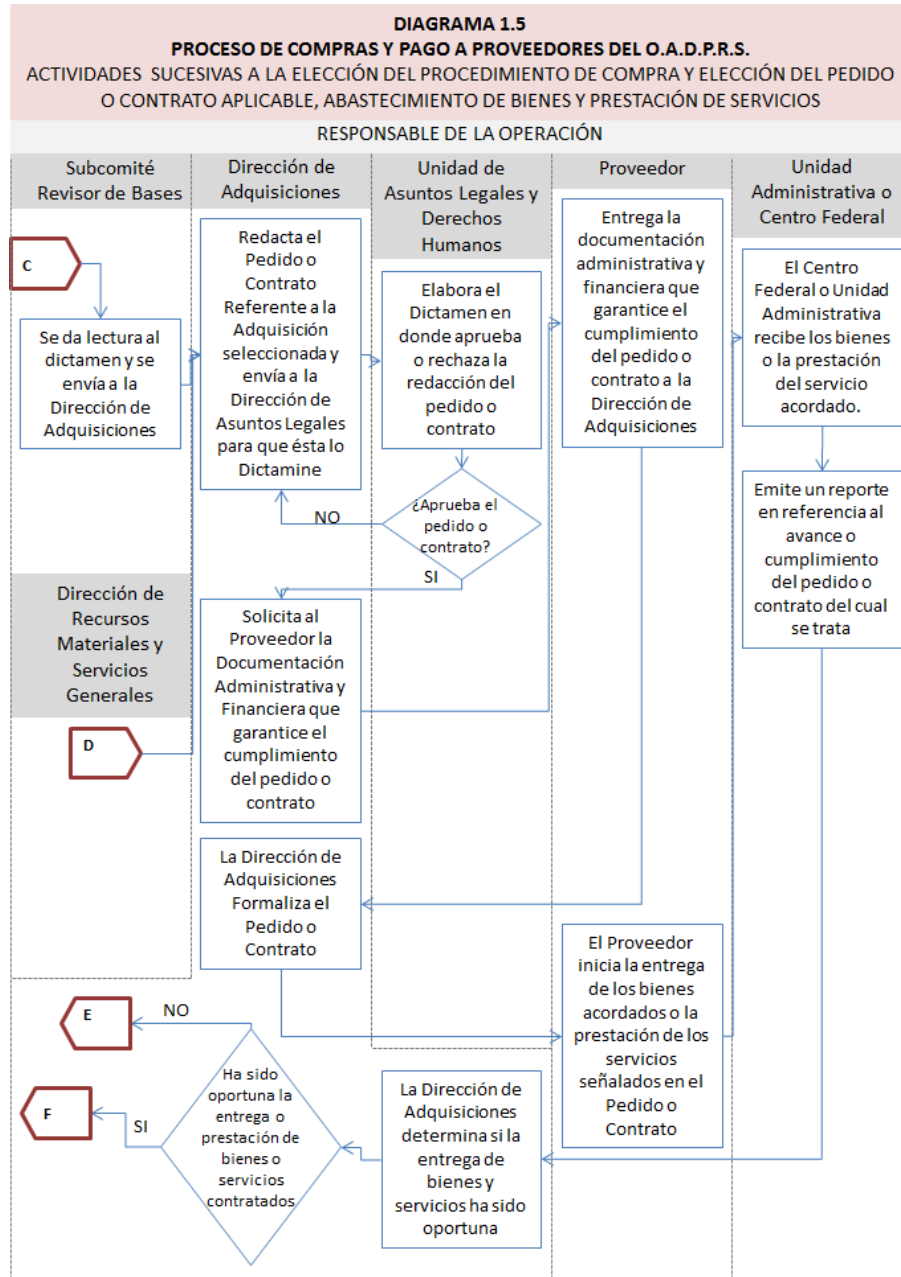 DIAGRAMA 1.5
PROCESO DE COMPRAS Y PAGO A PROVEEDORES DEL O.A.D.P.R.S.
ACTIVIDADES SUCESIVAS A LA ELECCIÓN DEL PROCEDIMIENTO DE COMPRA Y ELECCIÓN DEL PEDIDO
O CONTRATO APLICABLE, ABASTECIMIENTO DE BIENES Y PRESTACIÓN DE SERVICIOS
RESPONSABLE DE LA OPERACIÓN
Subcomité
Revisor de Bases
Dirección de
Adquisiciones
Unidad de
Asuntos Legales y
Derechos
Humanos
Proveedor
Unidad
Administrativa o
Centro Federal
C
Se da lectura al
dictamen y se
envía a la
Dirección de
Adquisiciones
Redacta el
Pedido o
Contrato
Referente a la
Adquisición
seleccionada y
envía a la
Dirección de
Asuntos Legales
para que ésta lo
Dictamine
Elabora el
Dictamen en
donde aprueba
o rechaza la
redacción del
pedido o
contrato
Entrega la
documentación
administrativa y
financiera que
garantice el
cumplimiento
del pedido o
contrato a la
Dirección de
Adquisiciones
El Centro
Federal o Unidad
Administrativa
recibe los bienes
o la prestación
del servicio
acordado.
¿Aprueba el
pedido o
contrato?
NO
SI
Emite un reporte
en referencia al
avance o
cumplimiento
del pedido o
contrato del cual
se trata
Dirección de
Recursos
Materiales y
Servicios
Generales
D
Solicita al
Proveedor la
Documentación
Administrativa y
Financiera que
garantice el
cumplimiento
del pedido o
contrato
La Dirección de
Adquisiciones
Formaliza el
Pedido o
Contrato
El Proveedor
inicia la entrega
de los bienes
acordados o la
prestación de los
servicios
señalados en el
Pedido o
Contrato
E
NO
F
SI
Ha sido
oportuna la
entrega o
prestación de
bienes o
servicios
contratados
La Dirección de
Adquisiciones
determina si la
entrega de
bienes y
servicios ha sido
oportuna